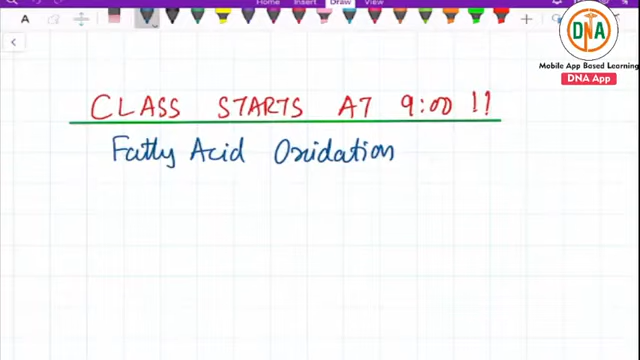 Home Insert Draw View
DNA
Mobile App Based Learning
DNA App
A
CLASS STARTS AT 9:00 !!
Fatty Acid Oxidation